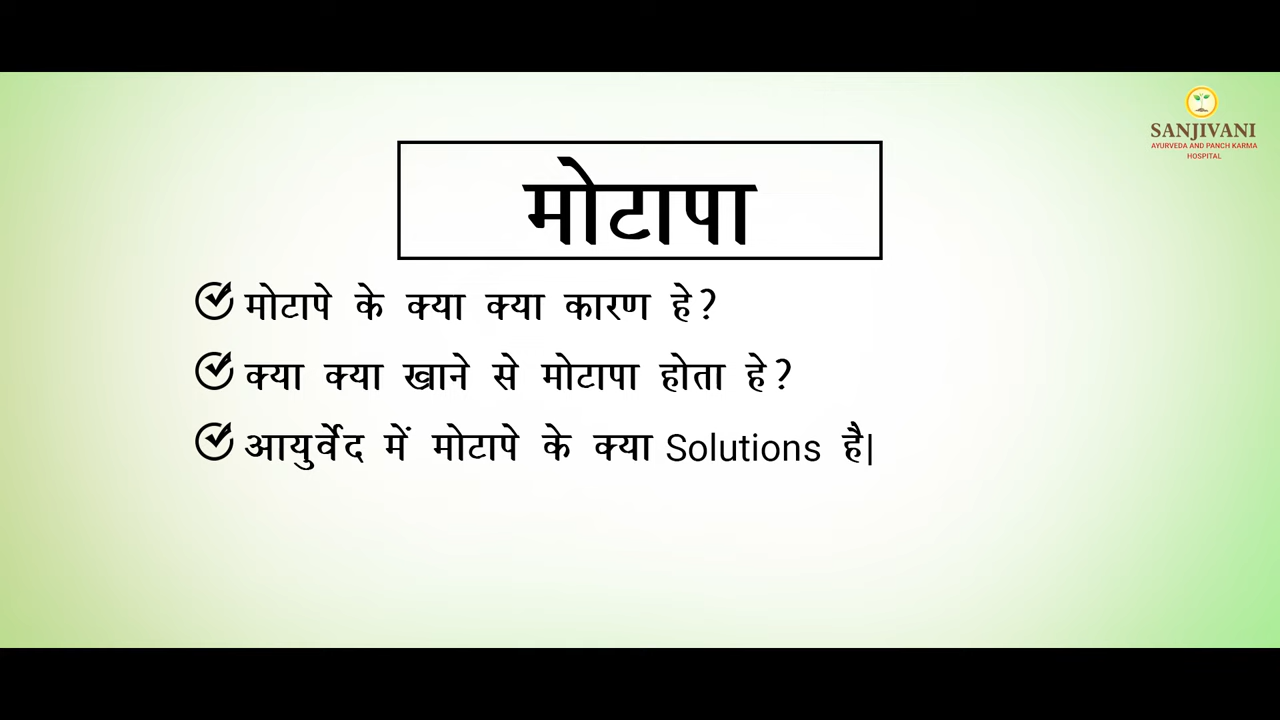 SANJIVANI
AYURVEDA AND PANCH KARMA
HOSPITAL
मोटापा
मोटापे के क्या क्या कारण हे?
क्या क्या खाने से मोटापा होता हे?
आयुर्वेद में मोटापे के क्या Solutions है|